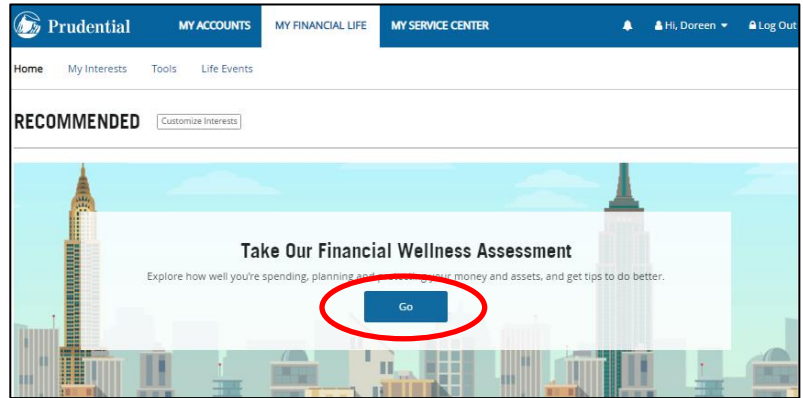 Prudential MY ACCOUNTS MY FINANCIAL LIFE MY SERVICE CENTER Hi, Doreen Log Out
Home My Interests Tools Life Events
RECOMMENDED Customize Interests
Take Our Financial Wellness Assessment
Explore how well you're spending, planning and protecting your money and assets, and get tips to do better.
Go